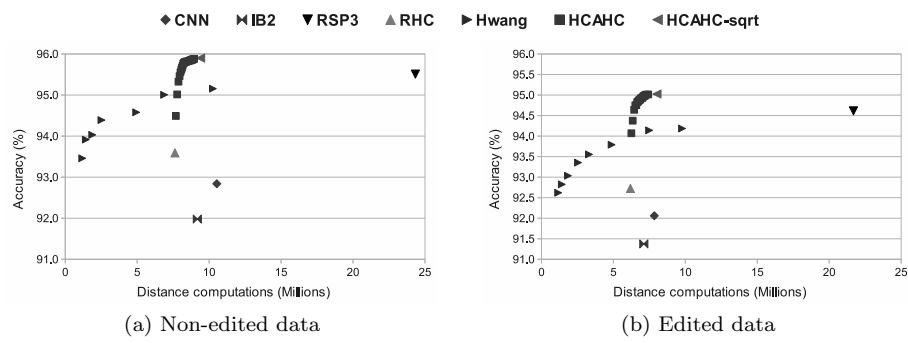 CNN IB2 RSP3 RHC Hwang HCAHC HCAHC-sqrt
96.0
95.0
94.0
93.0
92.0
91.0
Accuracy (%)
0 5 10 15 20 25
Distance computations (Millions)
(a) Non-edited data
96.0
95.5
95.0
94.5
94.0
93.5
93.0
92.5
92.0
91.5
91.0
Accuracy (%)
0 5 10 15 20 25
Distance computations (Millions)
(b) Edited data